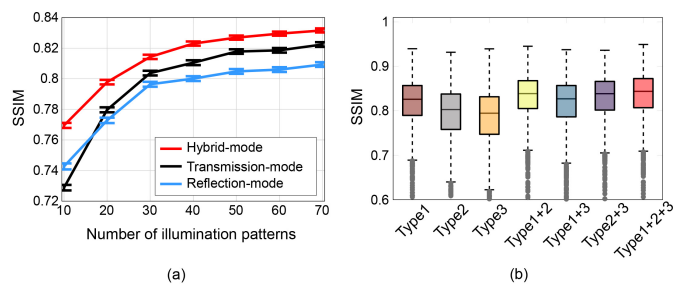 0.84
0.82
0.8
0.78
0.76
0.74
0.72
SSIM
Hybrid-mode
Transmission-mode
Reflection-mode
10 20 30 40 50 60 70
Number of illumination patterns
(a)
1
0.9
0.8
0.7
0.6
SSIM
Type1 Type2 Type3 Type1+2 Type1+3 Type2+3 Type1+2+3
(b)